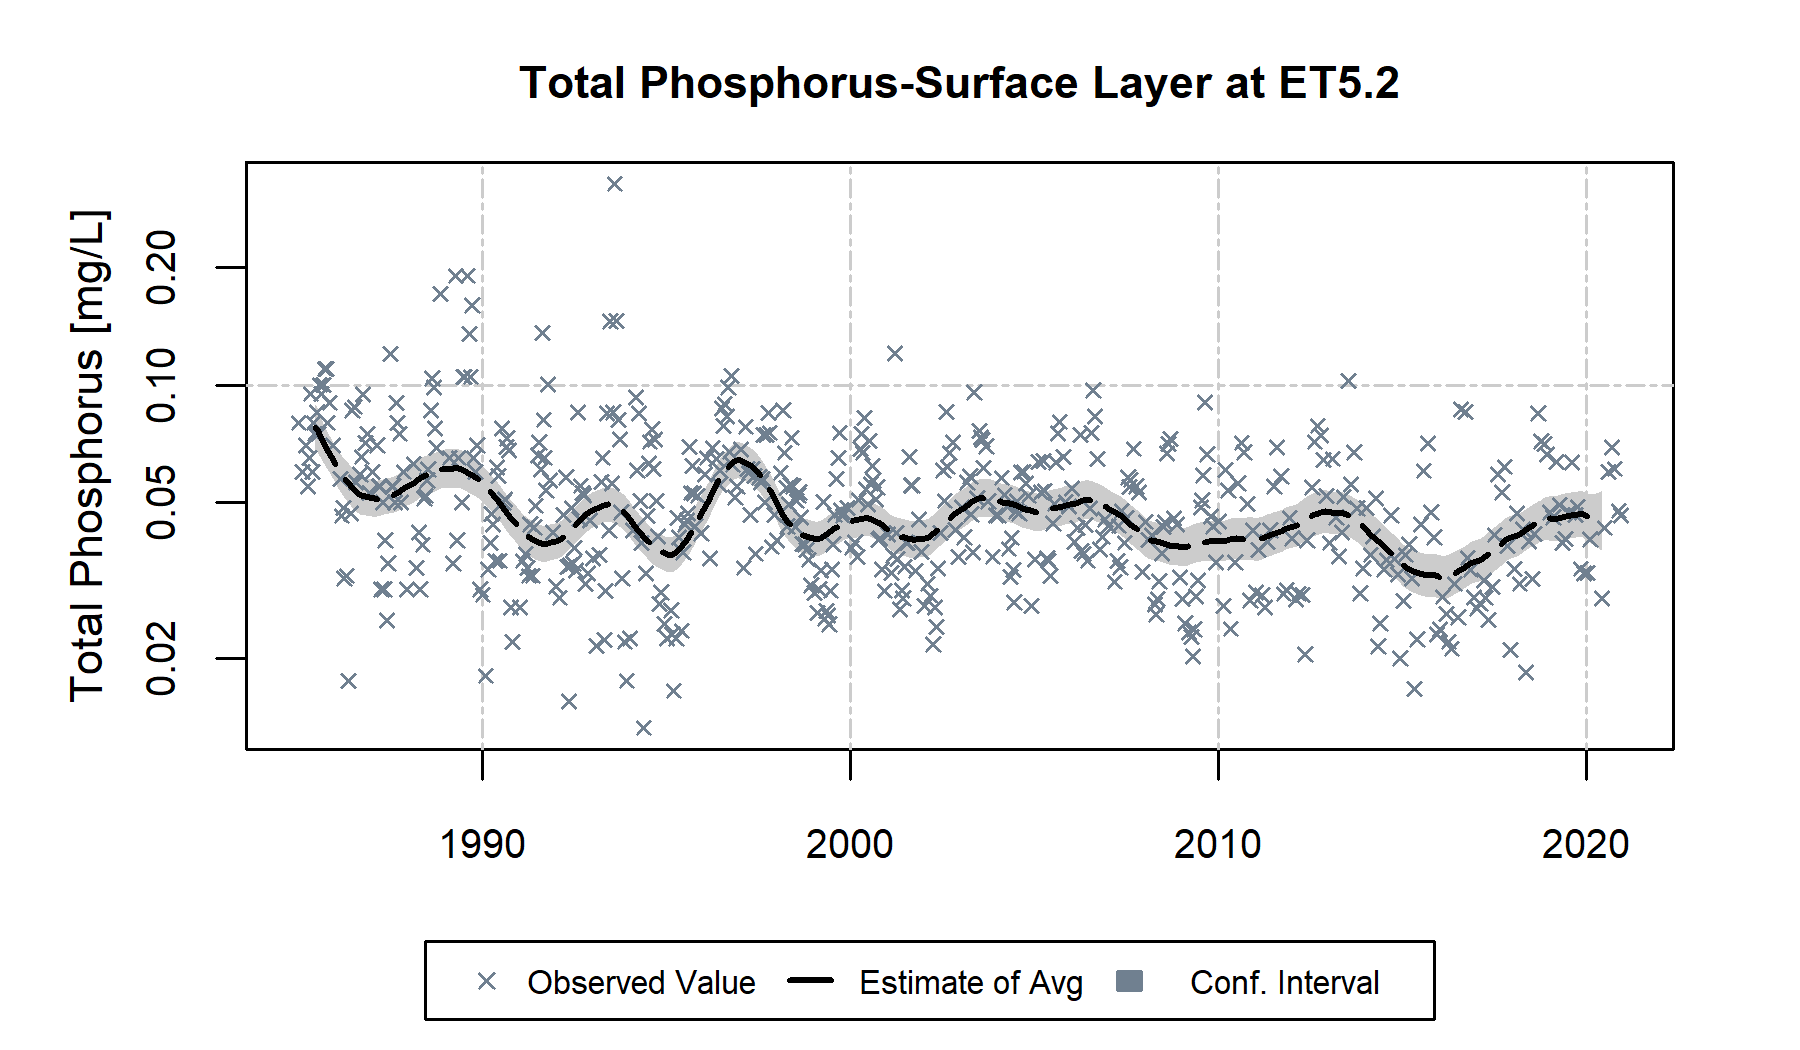 Total Phosphorus-Surface Layer at ET5.2
Total Phosphorus [mg/L]
0.20
0.10
0.05
0.02
1990 2000 2010 2020
Observed Value Estimate of Avg Conf. Interval